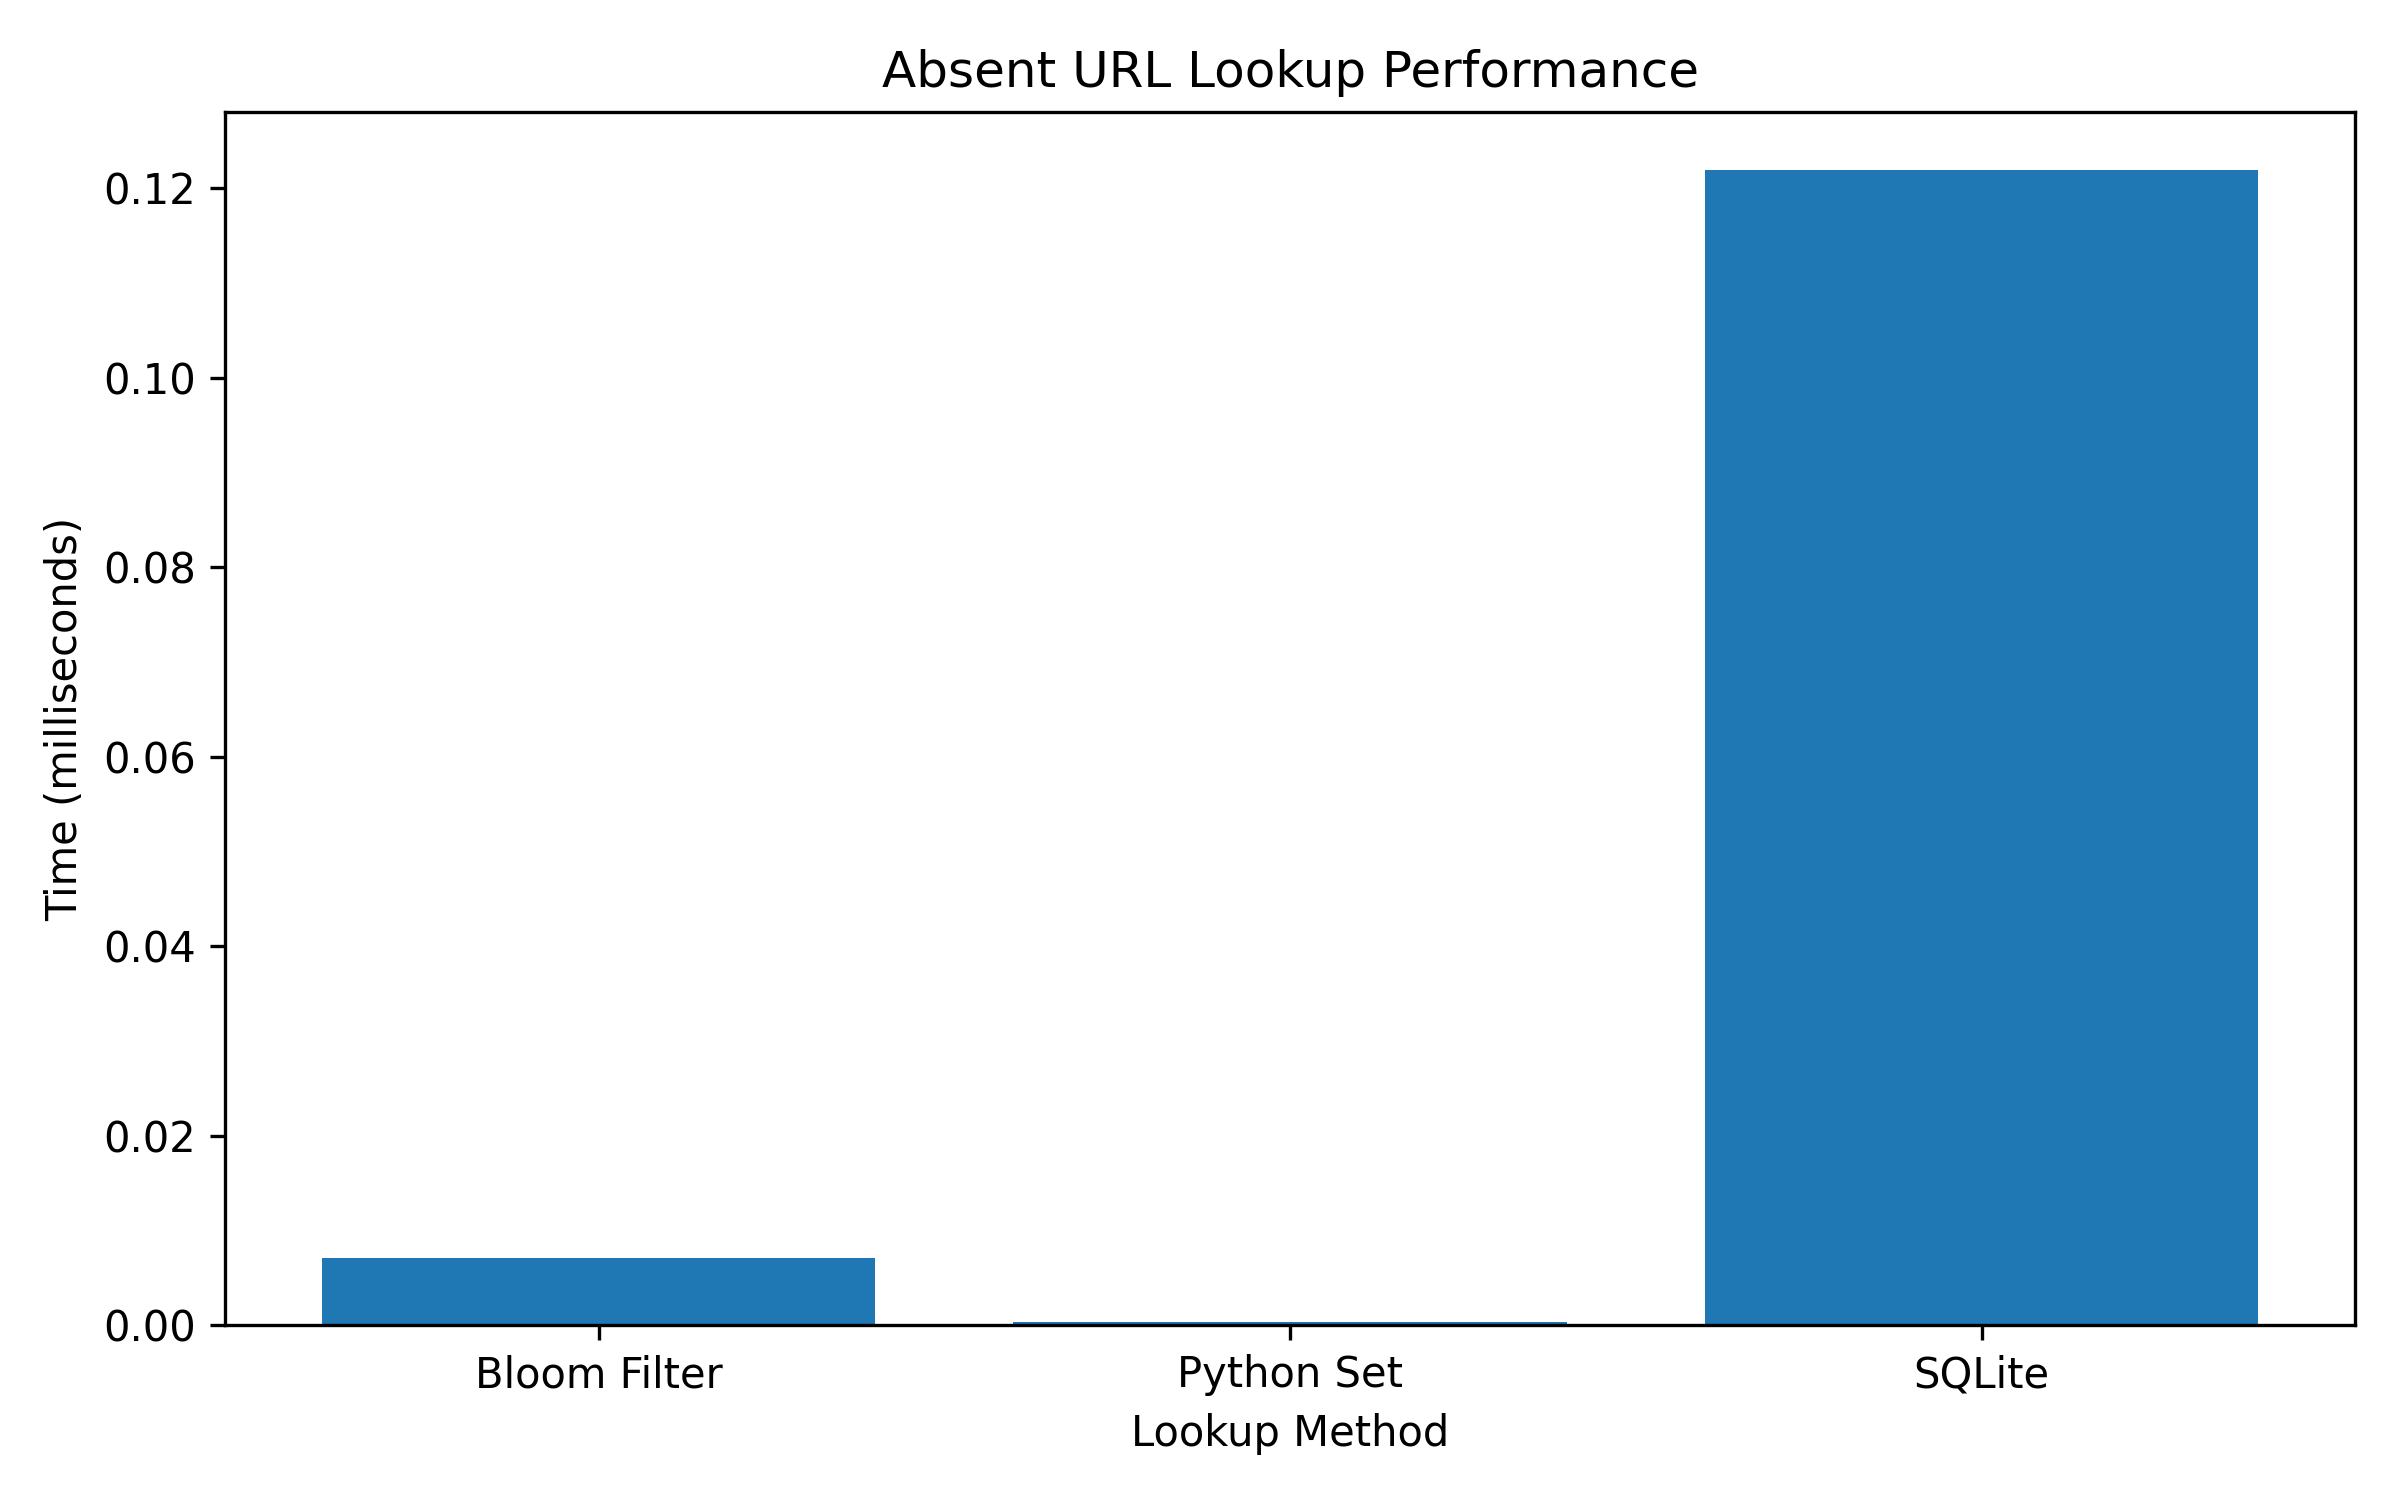 Absent URL Lookup Performance
Time (milliseconds)
0.12
0.10
0.08
0.06
0.04
0.02
0.00
Bloom Filter
Python Set
SQLite
Lookup Method